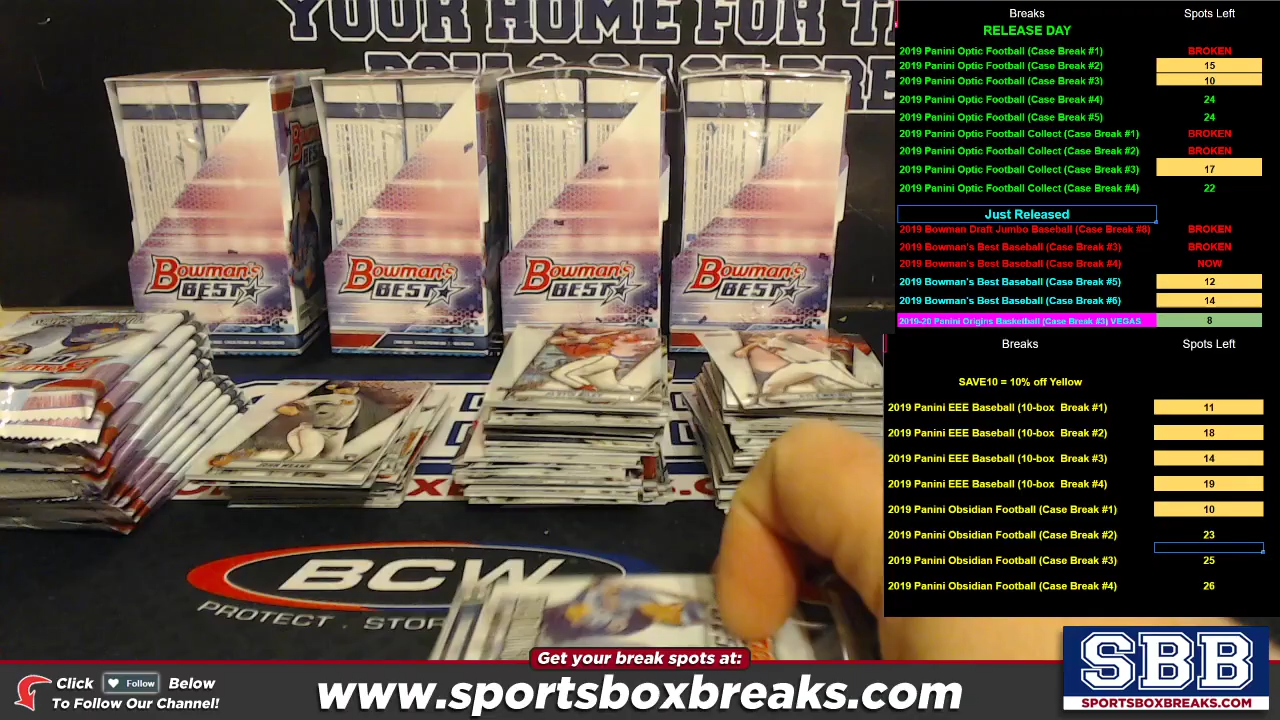 YOUR HOME FOR
Breaks Spots Left
RELEASE DAY
2019 Panini Optic Football (Case Break #1) BROKEN
2019 Panini Optic Football (Case Break #2) 15
2019 Panini Optic Football (Case Break #3) 10
2019 Panini Optic Football (Case Break #4) 24
2019 Panini Optic Football (Case Break #5) 24
2019 Panini Optic Football Collect (Case Break #1) BROKEN
2019 Panini Optic Football Collect (Case Break #2) BROKEN
2019 Panini Optic Football Collect (Case Break #3) 17
2019 Panini Optic Football Collect (Case Break #4) 22
Just Released
2019 Bowman Draft Jumbo Baseball (Case Break #8) BROKEN
2019 Bowman's Best Baseball (Case Break #3) BROKEN
2019 Bowman's Best Baseball (Case Break #4) NOW
2019 Bowman's Best Baseball (Case Break #5) 12
2019 Bowman's Best Baseball (Case Break #6) 14
2019-20 Panini Origins Basketball (Case Break #3) VEGAS 8
Breaks Spots Left
SAVE10 = 10% off Yellow
2019 Panini EEE Baseball (10-box Break #1) 11
2019 Panini EEE Baseball (10-box Break #2) 18
2019 Panini EEE Baseball (10-box Break #3) 14
2019 Panini EEE Baseball (10-box Break #4) 19
2019 Panini Obsidian Football (Case Break #1) 10
2019 Panini Obsidian Football (Case Break #2) 23
2019 Panini Obsidian Football (Case Break #3) 25
2019 Panini Obsidian Football (Case Break #4) 26
Bowman's BEST
Bowman's BEST
Bowman's BEST
Bowman's BEST
JOHN MEANS
BCW
PROTECT. STOR
Get your break spots at:
www.sportsboxbreaks.com
Click Follow Below
To Follow Our Channel!
SBB
SPORTSBOXBREAKS.COM